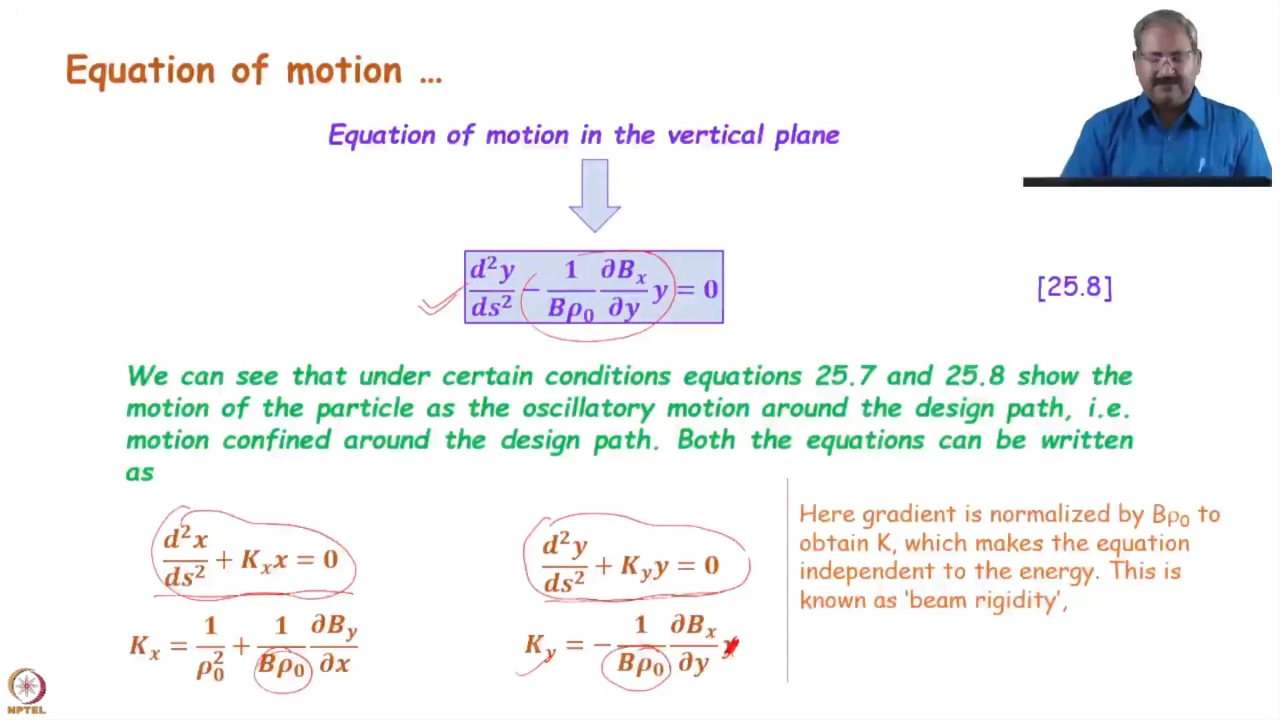 Equation of motion ...
Equation of motion in the vertical plane
d²y/ds² − 1/Bρ₀ ∂Bₓ/∂y y = 0
[25.8]
We can see that under certain conditions equations 25.7 and 25.8 show the
motion of the particle as the oscillatory motion around the design path, i.e.
motion confined around the design path. Both the equations can be written
as
d²x/ds² + Kₓx = 0
d²y/ds² + K_y y = 0
Kₓ = 1/ρ₀² + 1/Bρ₀ ∂B_y/∂x
K_y = − 1/Bρ₀ ∂Bₓ/∂y
Here gradient is normalized by Bρ₀ to
obtain K, which makes the equation
independent to the energy. This is
known as 'beam rigidity',
NPTEL